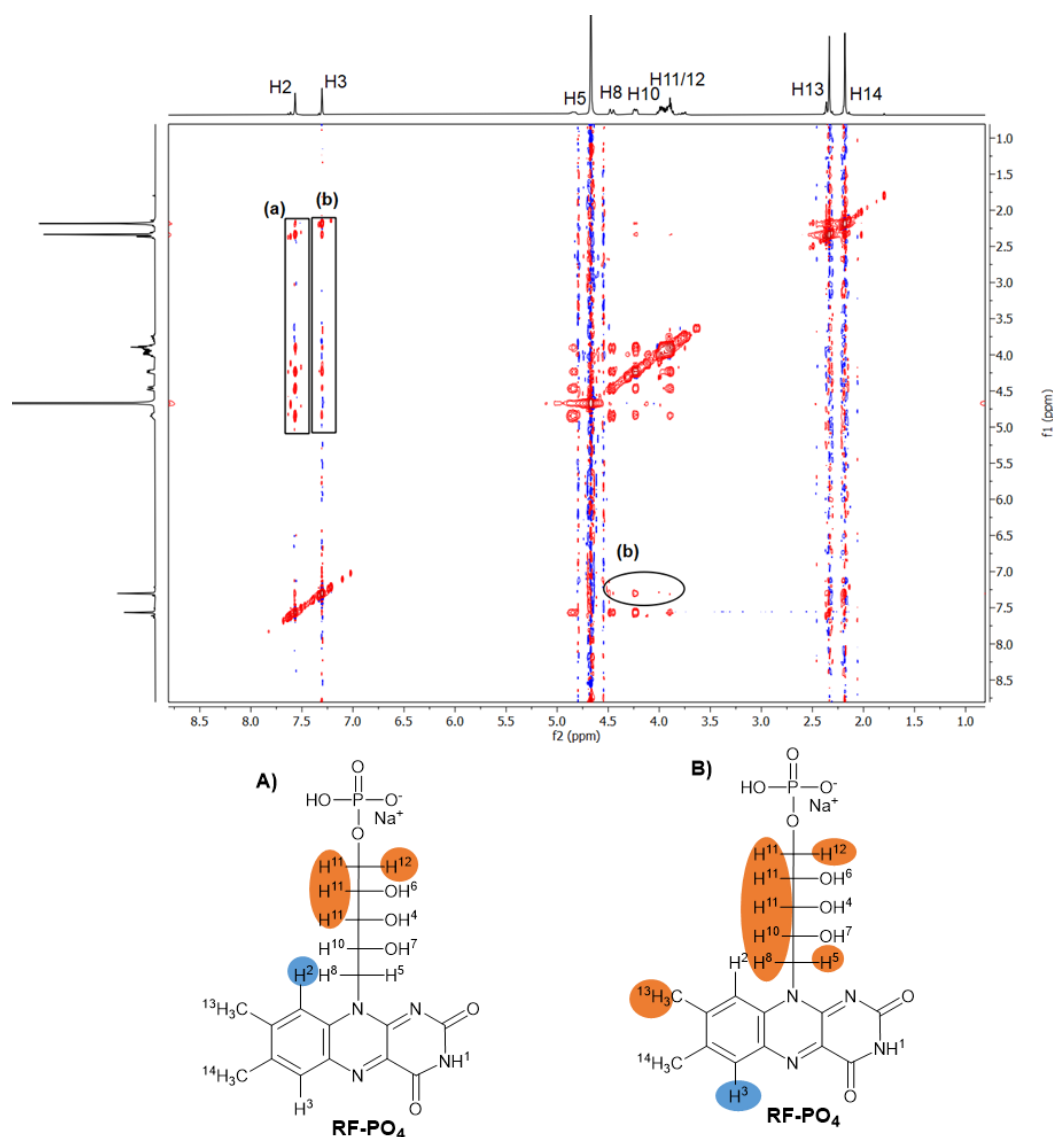 H2
H3
H5
H8
H10
H11/12
H13
H14
(a)
(b)
(b)
1.0
1.5
2.0
2.5
3.0
3.5
4.0
4.5
5.0
5.5
6.0
6.5
7.0
7.5
8.0
8.5
f1 (ppm)
8.5 8.0 7.5 7.0 6.5 6.0 5.5 5.0 4.5 4.0 3.5 3.0 2.5 2.0 1.5 1.0
f2 (ppm)
A)
O
HO P O⁻
Na⁺
O
H¹¹ H¹²
H¹¹ OH⁶
H¹¹ OH⁴
H¹⁰ OH⁷
H² H⁸ H⁵
¹³H₃C N N O
¹⁴H₃C N NH¹
H³ O
RF-PO₄
B)
O
HO P O⁻
Na⁺
O
H¹¹ H¹²
H¹¹ OH⁶
H¹¹ OH⁴
H¹⁰ OH⁷
H² H⁸ H⁵
¹³H₃C N N O
¹⁴H₃C N NH¹
H³ O
RF-PO₄